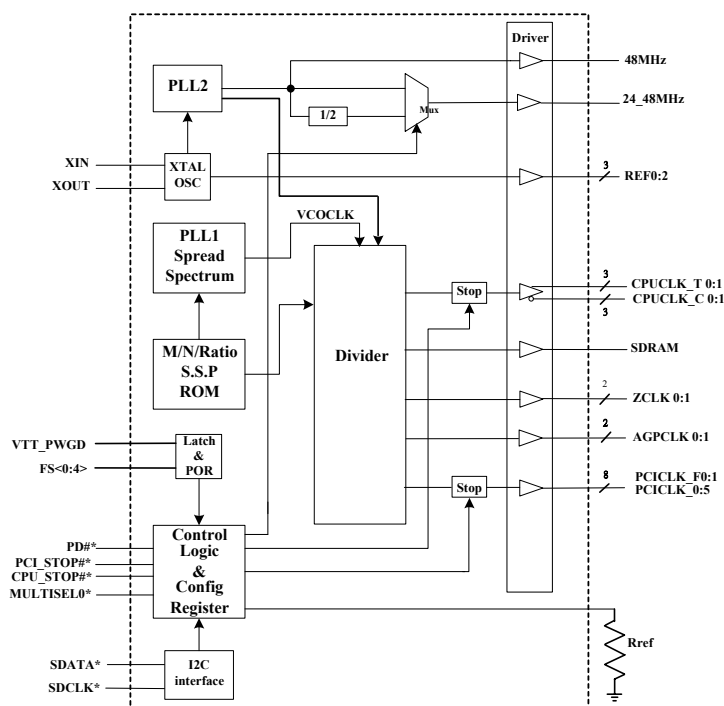 Driver
48MHz
PLL2
24_48MHz
Mux
1/2
XIN
XOUT
XTAL
OSC
3
REF0:2
VCOCLK
PLL1
Spread
Spectrum
3
CPUCLK_T 0:1
Stop
CPUCLK_C 0:1
3
M/N/Ratio
S.S.P
ROM
Divider
SDRAM
2
ZCLK 0:1
2
AGPCLK 0:1
VTT_PWGD
FS<0:4>
Latch
&
POR
8
PCICLK_F0:1
PCICLK_0:5
Stop
PD#*
PCI_STOP#*
CPU_STOP#*
MULTISEL0*
Control
Logic
&
Config
Register
Rref
SDATA*
SDCLK*
I2C
interface